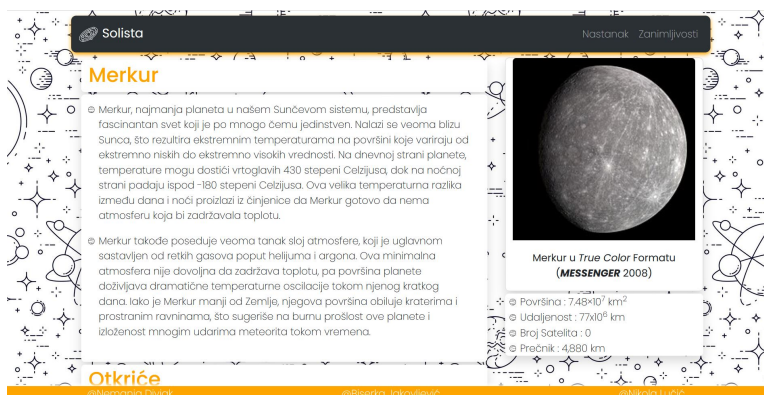 Solista
Nastanak Zanimljivosti
Merkur
Merkur, najmanja planeta u našem Sunčevom sistemu, predstavlja
fascinantan svet koji je po mnogo čemu jedinstven. Nalazi se veoma blizu
Sunca, što rezultira ekstremnim temperaturama na površini koje variraju od
ekstremno niskih do ekstremno visokih vrednosti. Na dnevnoj strani planete,
temperature mogu dostići vrtoglavih 430 stepeni Celzijusa, dok na noćnoj
strani padaju ispod -180 stepeni Celzijusa. Ova velika temperaturna razlika
između dana i noći proizlazi iz činjenice da Merkur gotovo da nema
atmosferu koja bi zadržavala toplotu.
Merkur takođe poseduje veoma tanak sloj atmosfere, koji je uglavnom
sastavljen od retkih gasova poput helijuma i argona. Ova minimalna
atmosfera nije dovoljna da zadržava toplotu, pa površina planete
doživljava dramatične temperaturne oscilacije tokom njenog kratkog
dana. Iako je Merkur manji od Zemlje, njegova površina obiluje kraterima i
prostranim ravninama, što sugeriše na burnu prošlost ove planete i
izloženost mnogim udarima meteorita tokom vremena.
Merkur u True Color Formatu
(MESSENGER 2008)
Površina : 7.48×10⁷ km²
Udaljenost : 77x10⁶ km
Broj Satelita : 0
Prečnik : 4,880 km
Otkriće
@Nemanja Divjak @Biserka Jakovljević @Nikola Lučić